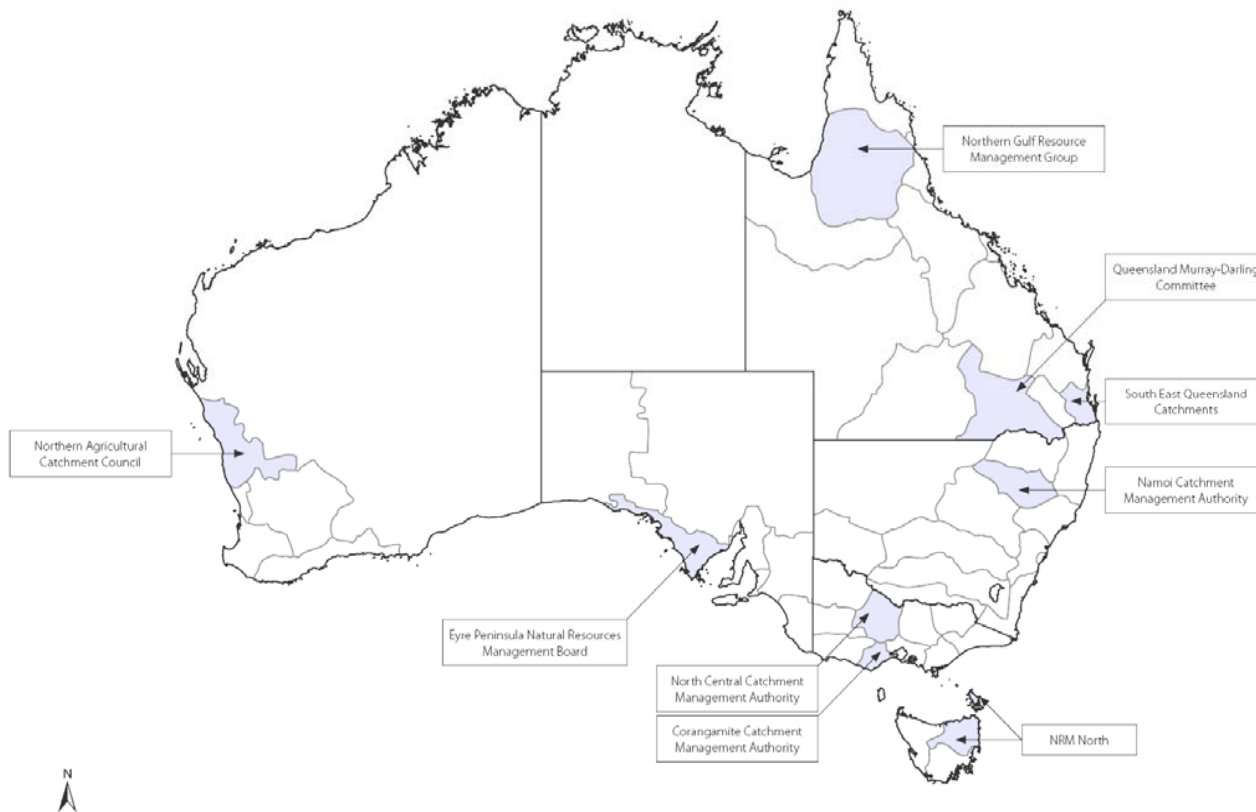 Northern Gulf Resource
Management Group
Queensland Murray-Darling
Committee
South East Queensland
Catchments
Northern Agricultural
Catchment Council
Namoi Catchment
Management Authority
Eyre Peninsula Natural Resources
Management Board
North Central Catchment
Management Authority
Corangamite Catchment
Management Authority
NRM North
N